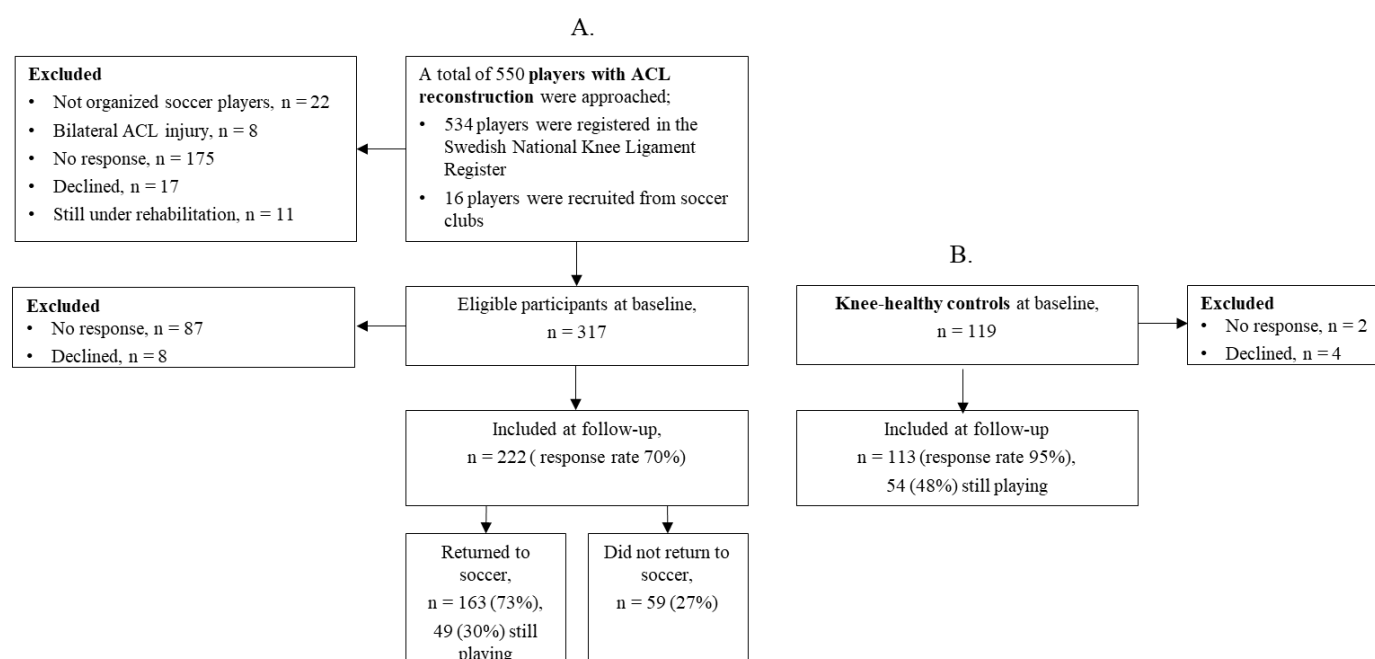 A.
Excluded
• Not organized soccer players, n = 22
• Bilateral ACL injury, n = 8
• No response, n = 175
• Declined, n = 17
• Still under rehabilitation, n = 11
A total of 550 players with ACL
reconstruction were approached;
• 534 players were registered in the
Swedish National Knee Ligament
Register
• 16 players were recruited from soccer
clubs
Excluded
• No response, n = 87
• Declined, n = 8
Eligible participants at baseline,
n = 317
Included at follow-up,
n = 222 ( response rate 70%)
Returned to
soccer,
n = 163 (73%),
49 (30%) still
playing
Did not return to
soccer,
n = 59 (27%)
B.
Knee-healthy controls at baseline,
n = 119
Excluded
• No response, n = 2
• Declined, n = 4
Included at follow-up
n = 113 (response rate 95%),
54 (48%) still playing